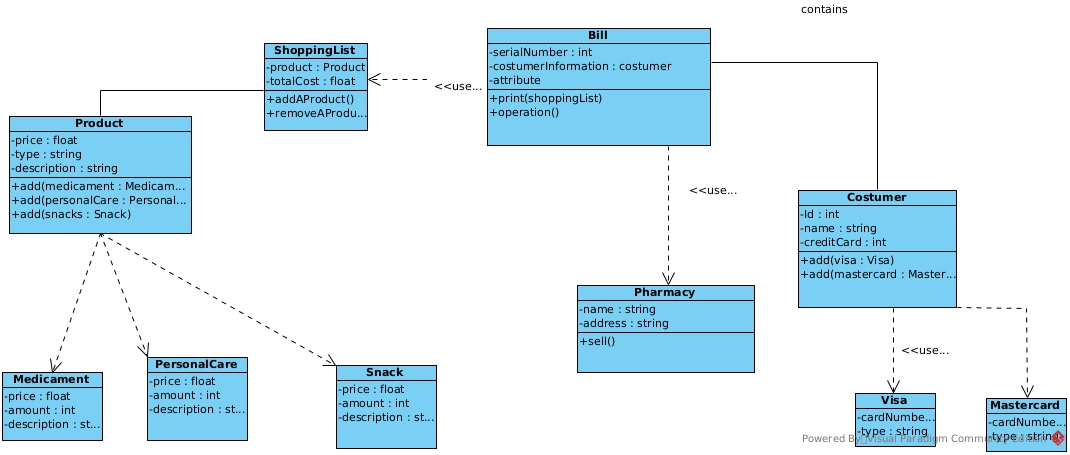 contains
Bill
-serialNumber : int
-costumerInformation : costumer
-attribute
+print(shoppingList)
+operation()
ShoppingList
-product : Product
-totalCost : float
+addAProduct()
+removeAProdu...
<<use...
Product
-price : float
-type : string
-description : string
+add(medicament : Medicam...
+add(personalCare : Personal...
+add(snacks : Snack)
<<use...
Costumer
-Id : int
-name : string
-creditCard : int
+add(visa : Visa)
+add(mastercard : Master...
Pharmacy
-name : string
-address : string
+sell()
<<use...
Medicament
-price : float
-amount : int
-description : st...
PersonalCare
-price : float
-amount : int
-description : st...
Snack
-price : float
-amount : int
-description : st...
Visa
-cardNumbe...
-type : string
Mastercard
-cardNumbe...
-type : string
Powered By Visual Paradigm Community Edition